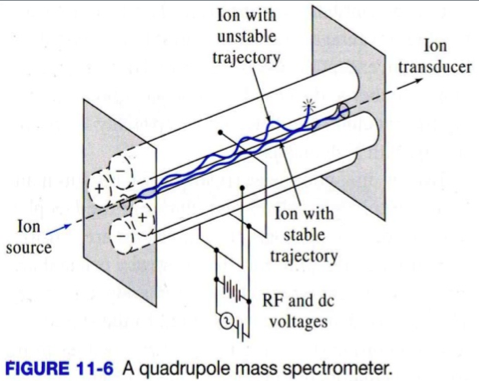 Ion with
unstable
trajectory
Ion
transducer
−
+
+
−
Ion
source
Ion with
stable
trajectory
RF and dc
voltages
FIGURE 11-6 A quadrupole mass spectrometer.